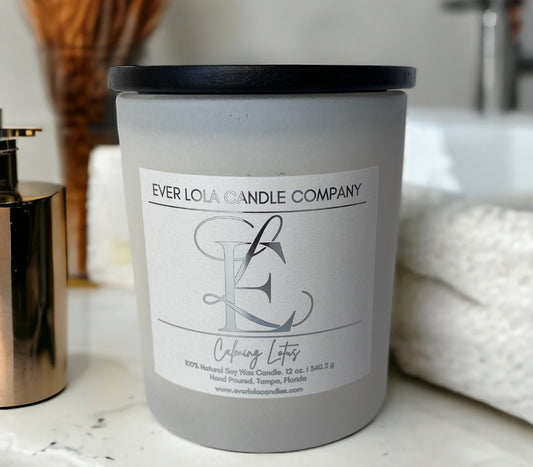 EVER LOLA CANDLE COMPANY
LE
Calming Lotus
100% Natural Soy Wax Candle. 12 oz. | 340.2 g
Hand Poured. Tampa, Florida
www.everlolacandles.com